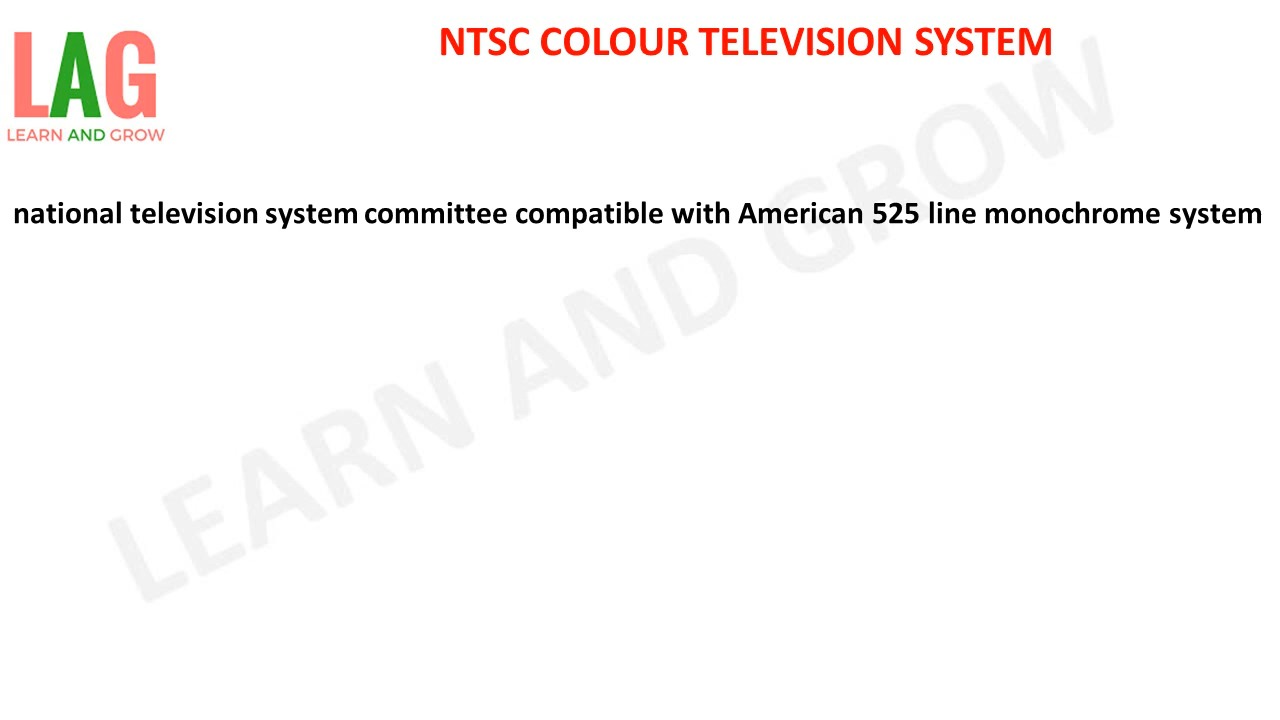 NTSC COLOUR TELEVISION SYSTEM
LAG
LEARN AND GROW
national television system committee compatible with American 525 line monochrome system
LEARN AND GROW